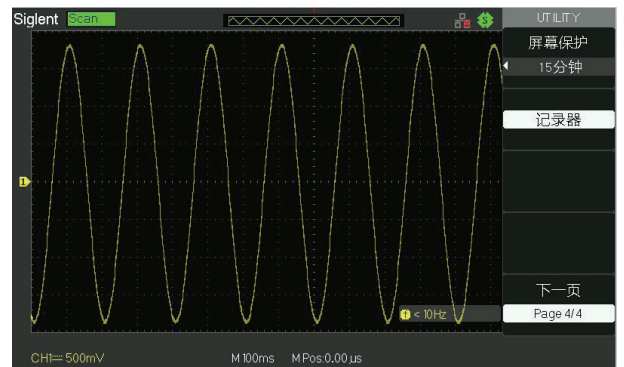 Siglent Scan
UTILITY
屏幕保护
15分钟
记录器
下一页
Page 4/4
1
f < 10Hz
CH1 500mV
M 100ms
M Pos:0.00µs